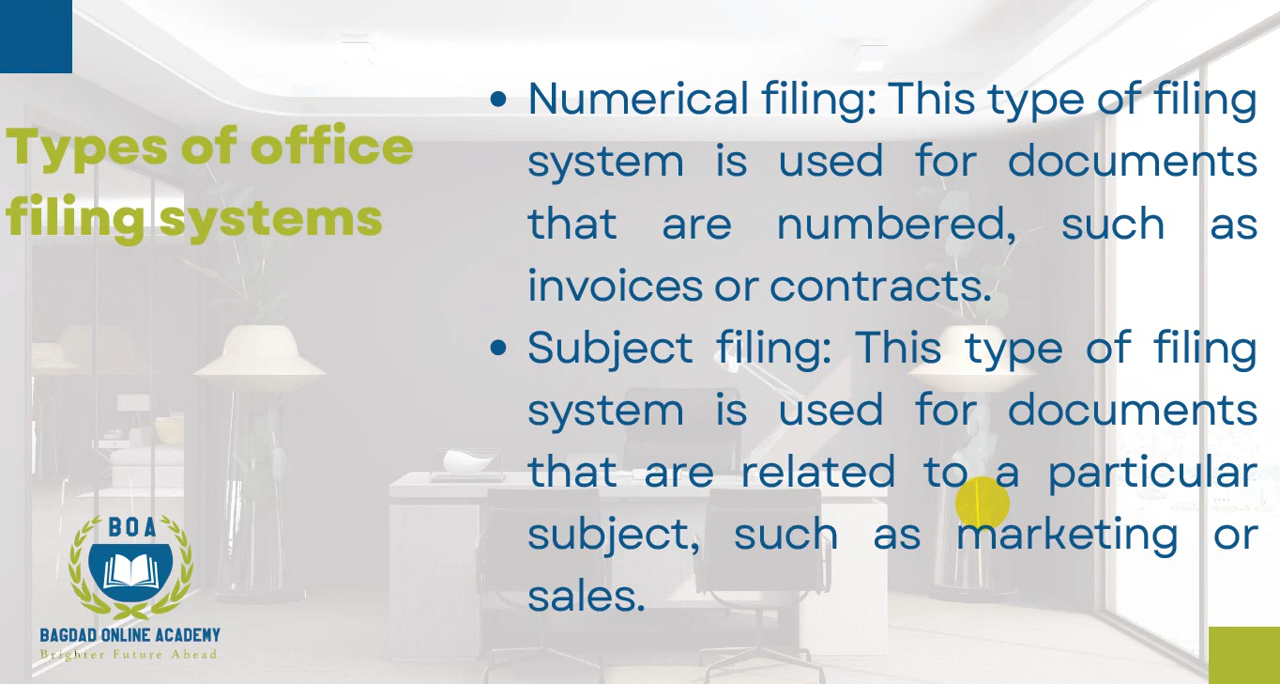 Types of office
filing systems
• Numerical filing: This type of filing
system is used for documents
that are numbered, such as
invoices or contracts.
• Subject filing: This type of filing
system is used for documents
that are related to a particular
subject, such as marketing or
sales.
BOA
BAGDAD ONLINE ACADEMY
Brighter Future Ahead